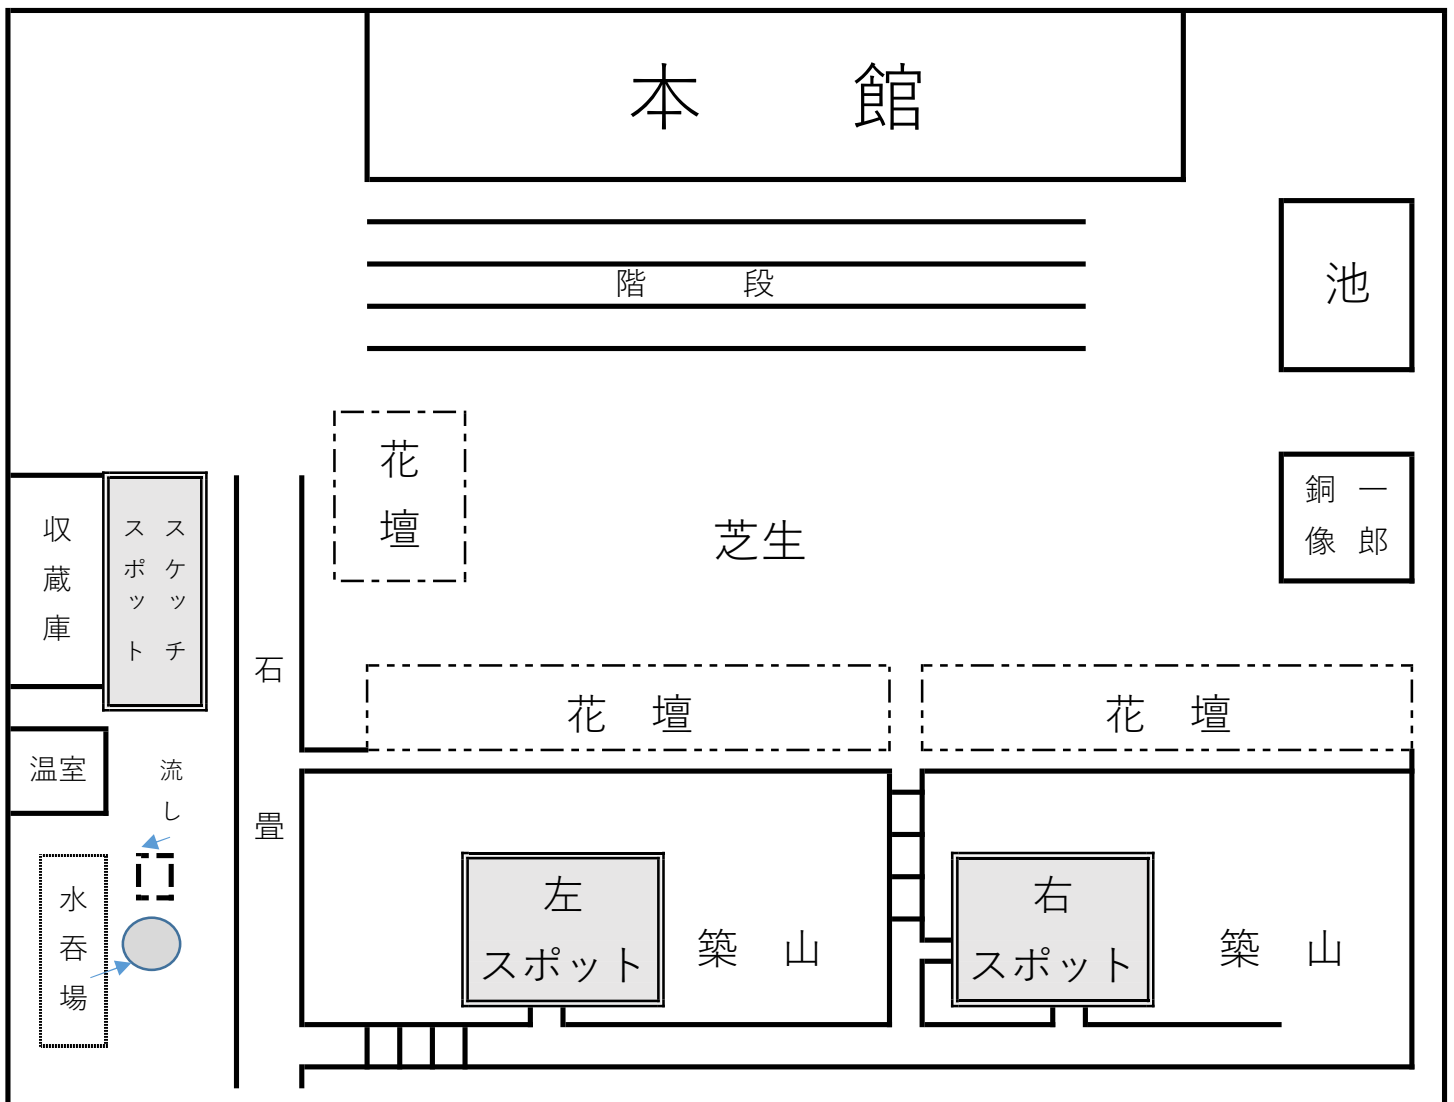 本館
階段
池
花壇
芝生
一郎
銅像
収蔵庫
スケッチ
スポット
石畳
花壇
花壇
温室
流し
水呑場
左
スポット
築山
右
スポット
築山